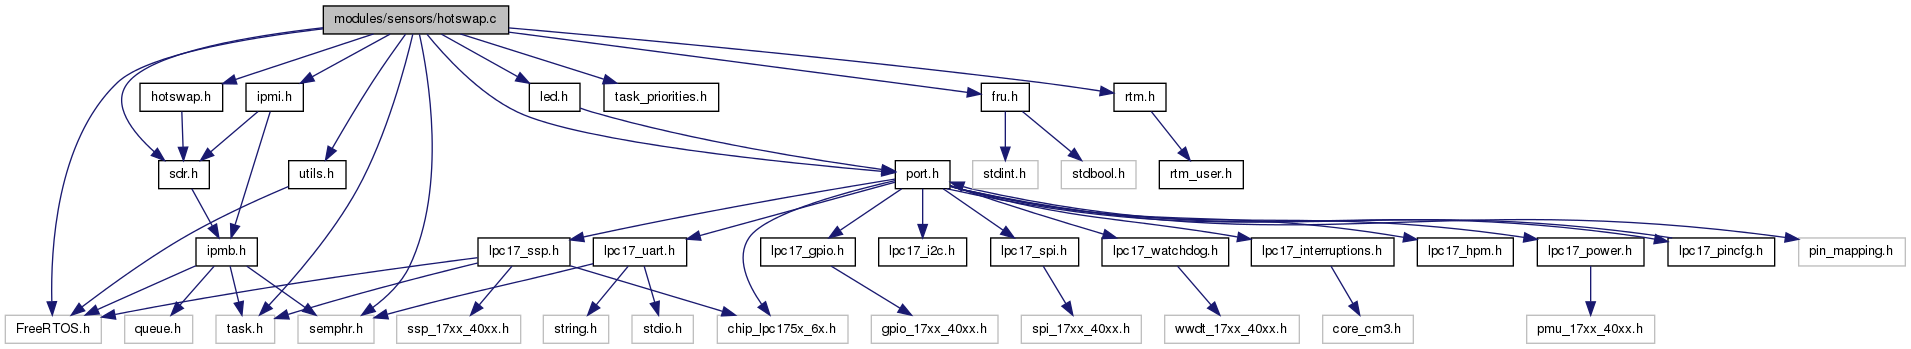 modules/sensors/hotswap.c
hotswap.h
ipmi.h
led.h
task_priorities.h
fru.h
rtm.h
sdr.h
utils.h
port.h
stdint.h
stdbool.h
rtm_user.h
ipmb.h
lpc17_ssp.h
lpc17_uart.h
lpc17_gpio.h
lpc17_i2c.h
lpc17_spi.h
lpc17_watchdog.h
lpc17_interruptions.h
lpc17_hpm.h
lpc17_power.h
lpc17_pincfg.h
pin_mapping.h
FreeRTOS.h
queue.h
task.h
semphr.h
ssp_17xx_40xx.h
string.h
stdio.h
chip_lpc175x_6x.h
gpio_17xx_40xx.h
spi_17xx_40xx.h
wwdt_17xx_40xx.h
core_cm3.h
pmu_17xx_40xx.h